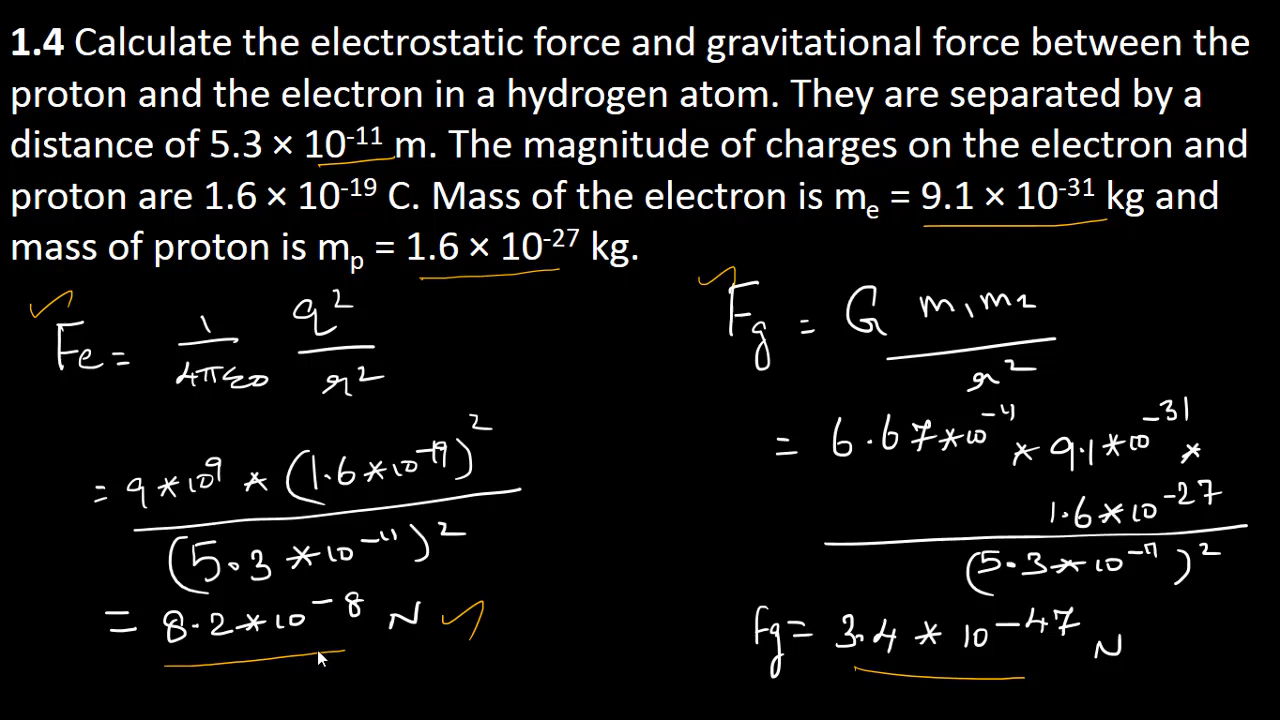 1.4 Calculate the electrostatic force and gravitational force between the
proton and the electron in a hydrogen atom. They are separated by a
distance of 5.3 × 10⁻¹¹ m. The magnitude of charges on the electron and
proton are 1.6 × 10⁻¹⁹ C. Mass of the electron is mₑ = 9.1 × 10⁻³¹ kg and
mass of proton is mₚ = 1.6 × 10⁻²⁷ kg.
Fe = 1/4πε0 q²/r²
= 9*10⁹ * (1.6*10⁻¹⁹)²
(5.3*10⁻¹¹)²
= 8.2*10⁻⁸ N
Fg = G m₁m₂/r²
= 6.67*10⁻¹¹ * 9.1*10⁻³¹ *
1.6*10⁻²⁷
(5.3*10⁻¹¹)²
Fg = 3.4 * 10⁻⁴⁷ N